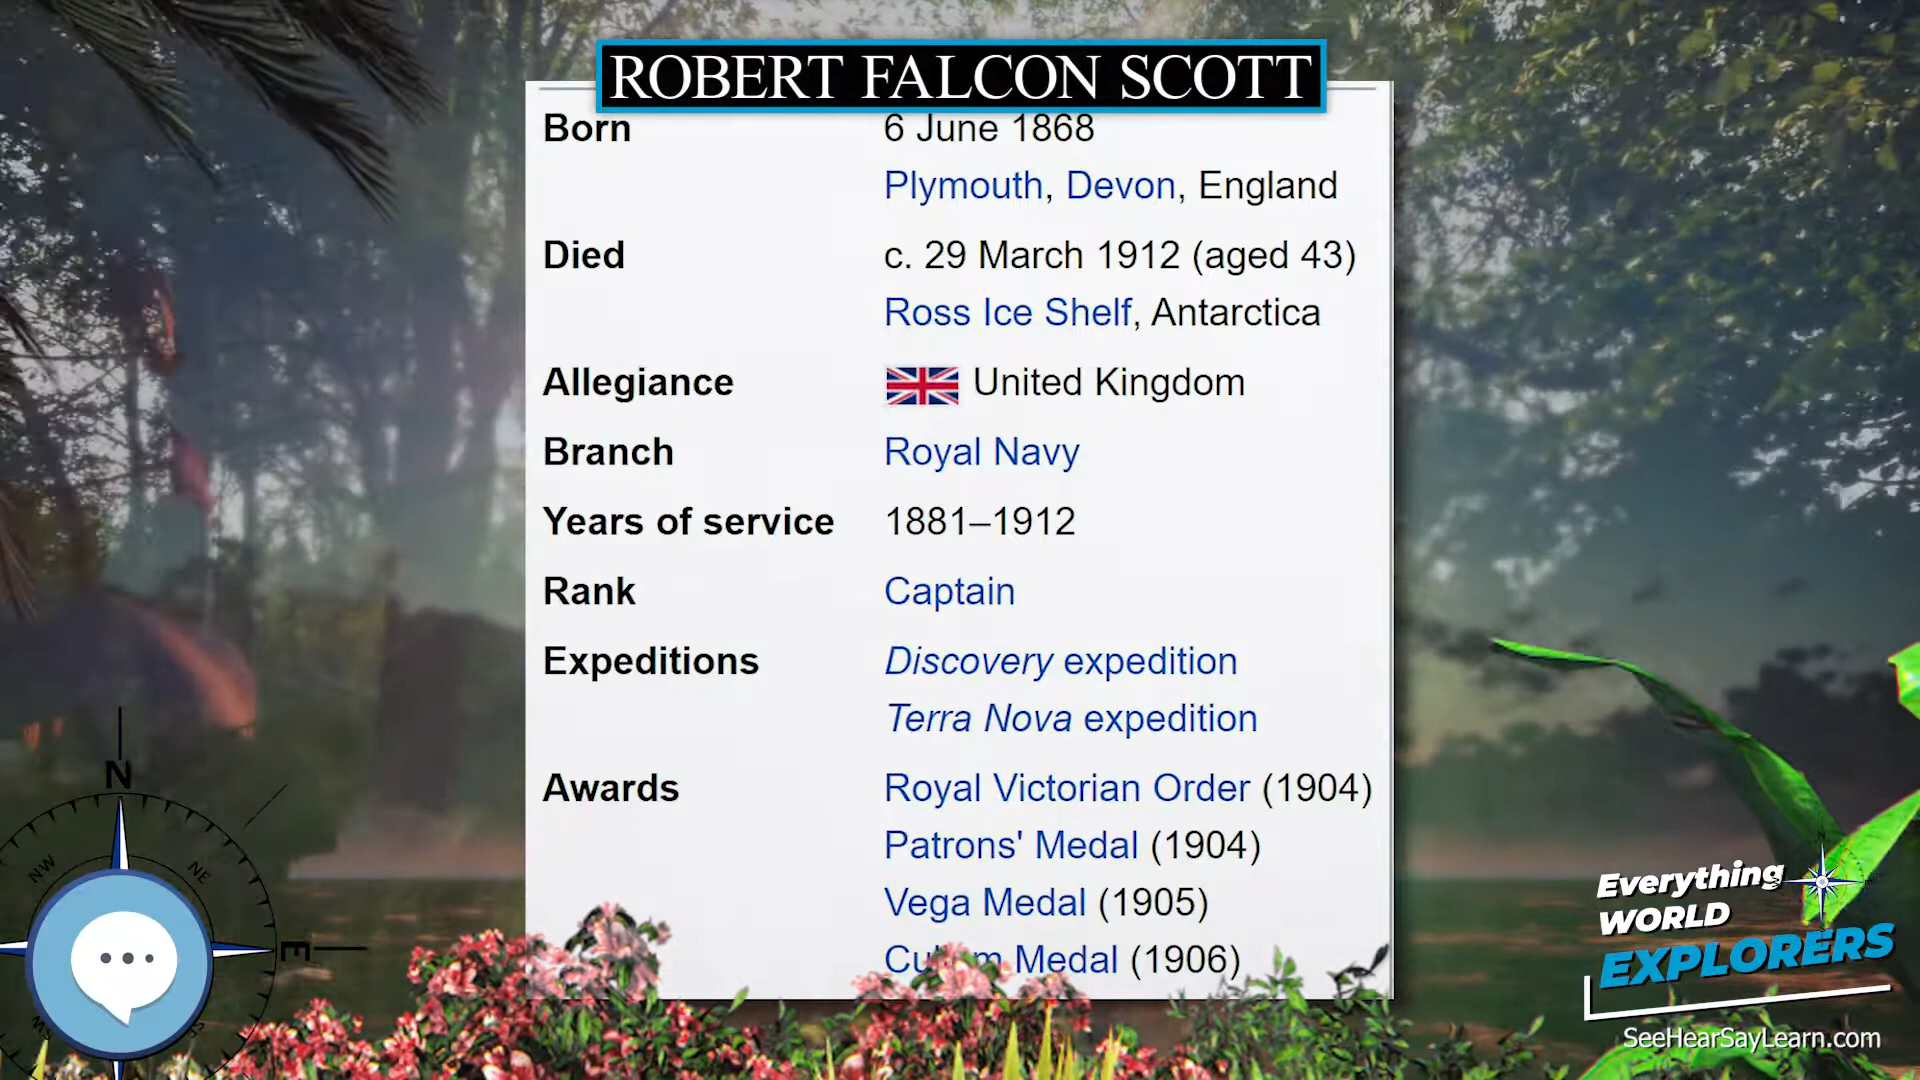 ROBERT FALCON SCOTT
Born 6 June 1868
Plymouth, Devon, England
Died c. 29 March 1912 (aged 43)
Ross Ice Shelf, Antarctica
Allegiance United Kingdom
Branch Royal Navy
Years of service 1881–1912
Rank Captain
Expeditions Discovery expedition
Terra Nova expedition
Awards Royal Victorian Order (1904)
Patrons' Medal (1904)
Vega Medal (1905)
Medal (1906)
N
NW
NE
E
Everything
WORLD
EXPLORERS
SeeHearSayLearn.com